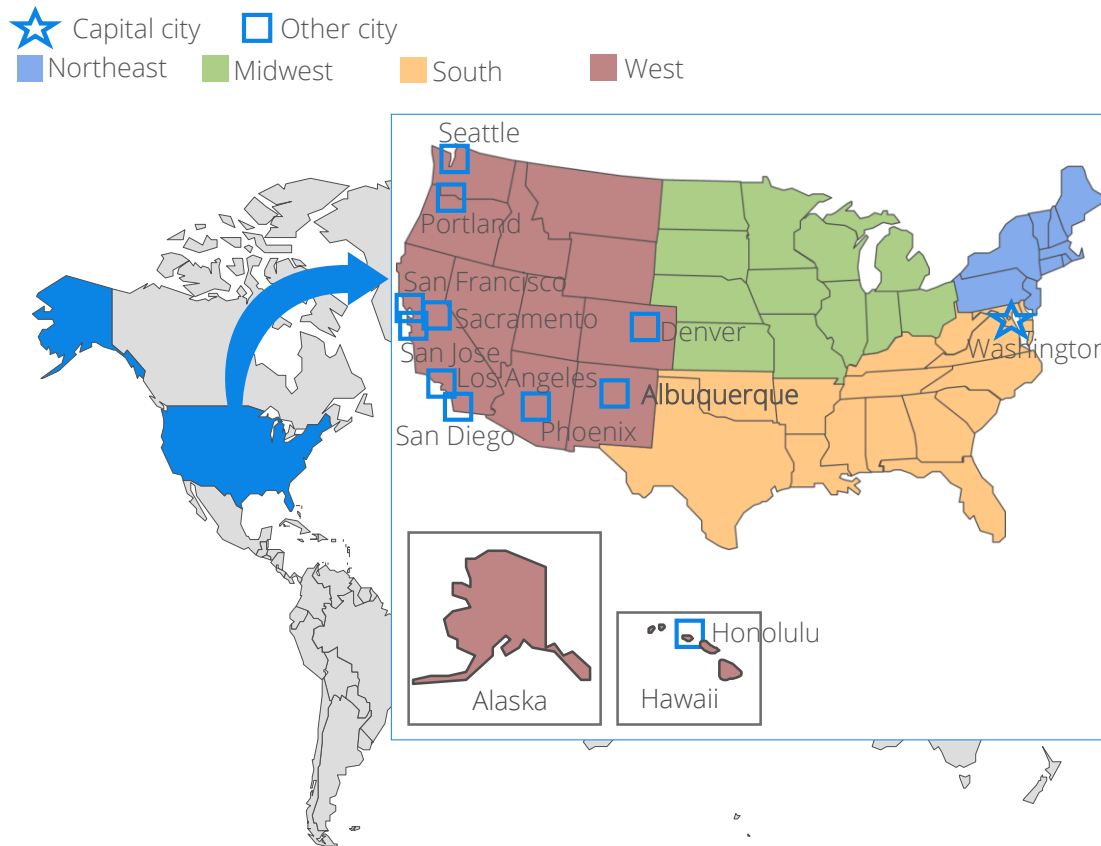 Capital city
Other city
Northeast
Midwest
South
West
Seattle
Portland
San Francisco
Sacramento
San Jose
Denver
Washington
Los Angeles
Albuquerque
San Diego
Phoenix
Honolulu
Alaska
Hawaii